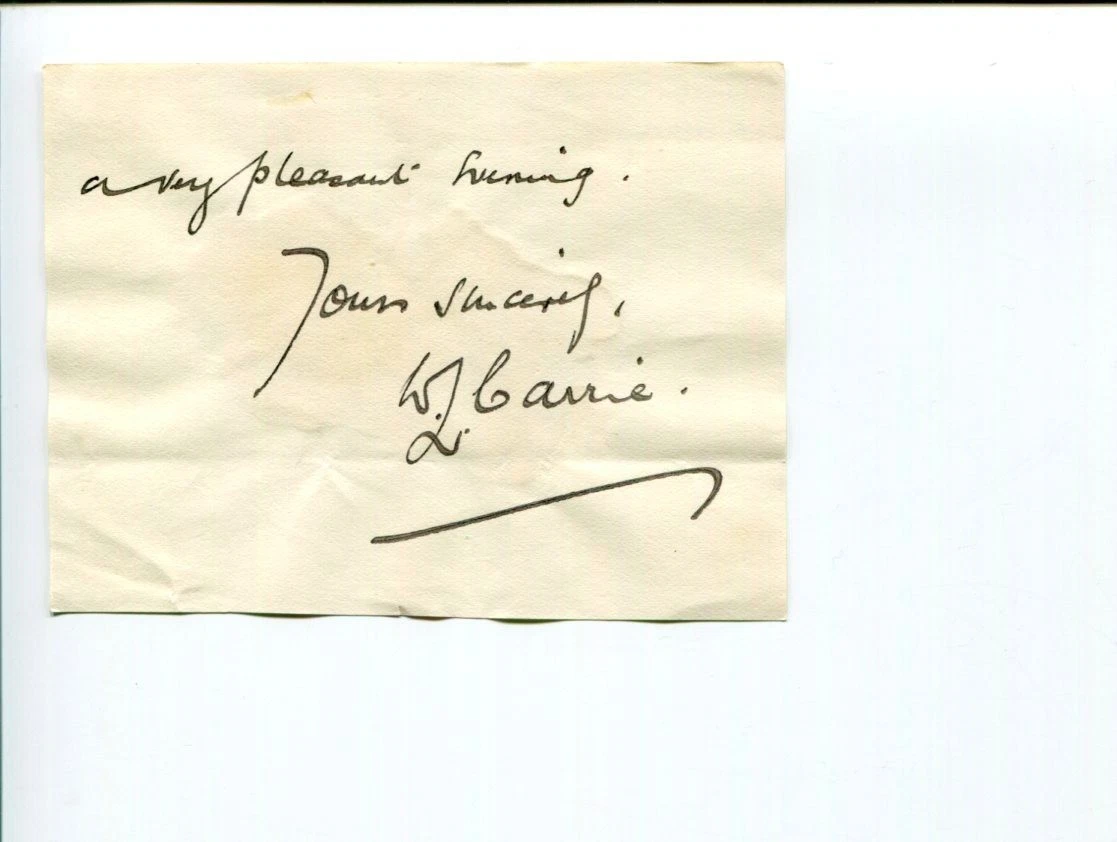 a very pleasant evening.
Yours sincerely,
W. L. Carrie.